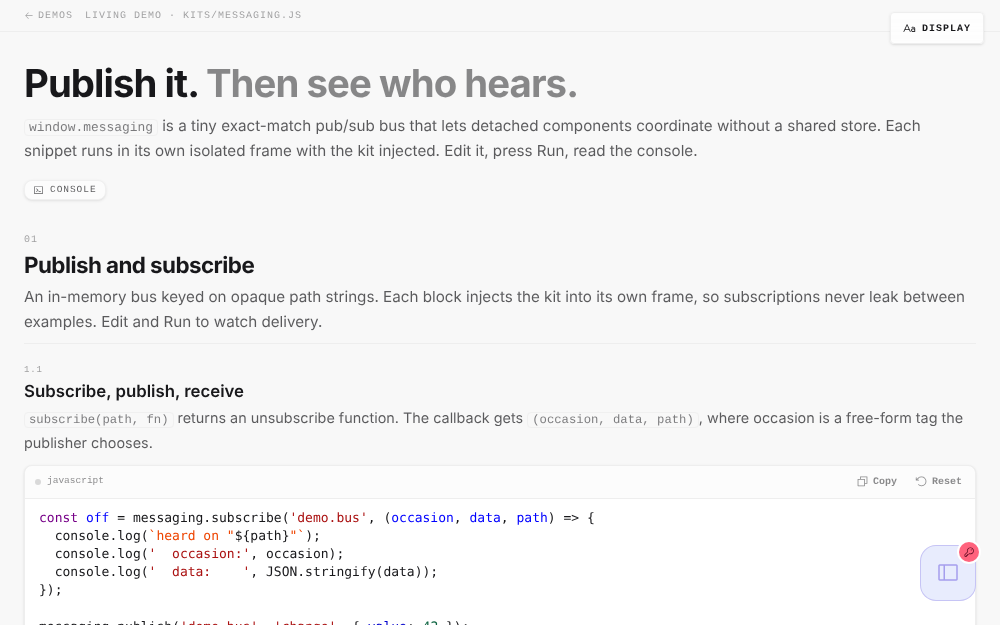 ← DEMOS LIVING DEMO · KITS/MESSAGING.JS
Aa DISPLAY
Publish it. Then see who hears.
window.messaging is a tiny exact-match pub/sub bus that lets detached components coordinate without a shared store. Each
snippet runs in its own isolated frame with the kit injected. Edit it, press Run, read the console.
CONSOLE
01
Publish and subscribe
An in-memory bus keyed on opaque path strings. Each block injects the kit into its own frame, so subscriptions never leak between
examples. Edit and Run to watch delivery.
1.1
Subscribe, publish, receive
subscribe(path, fn) returns an unsubscribe function. The callback gets (occasion, data, path) , where occasion is a free-form tag the
publisher chooses.
javascript
Copy Reset
const off = messaging.subscribe('demo.bus', (occasion, data, path) => {
  console.log(`heard on "${path}"`);
  console.log('  occasion:', occasion);
  console.log('  data:    ', JSON.stringify(data));
});
messaging.publish('demo.bus', 'change', { value: 42 });